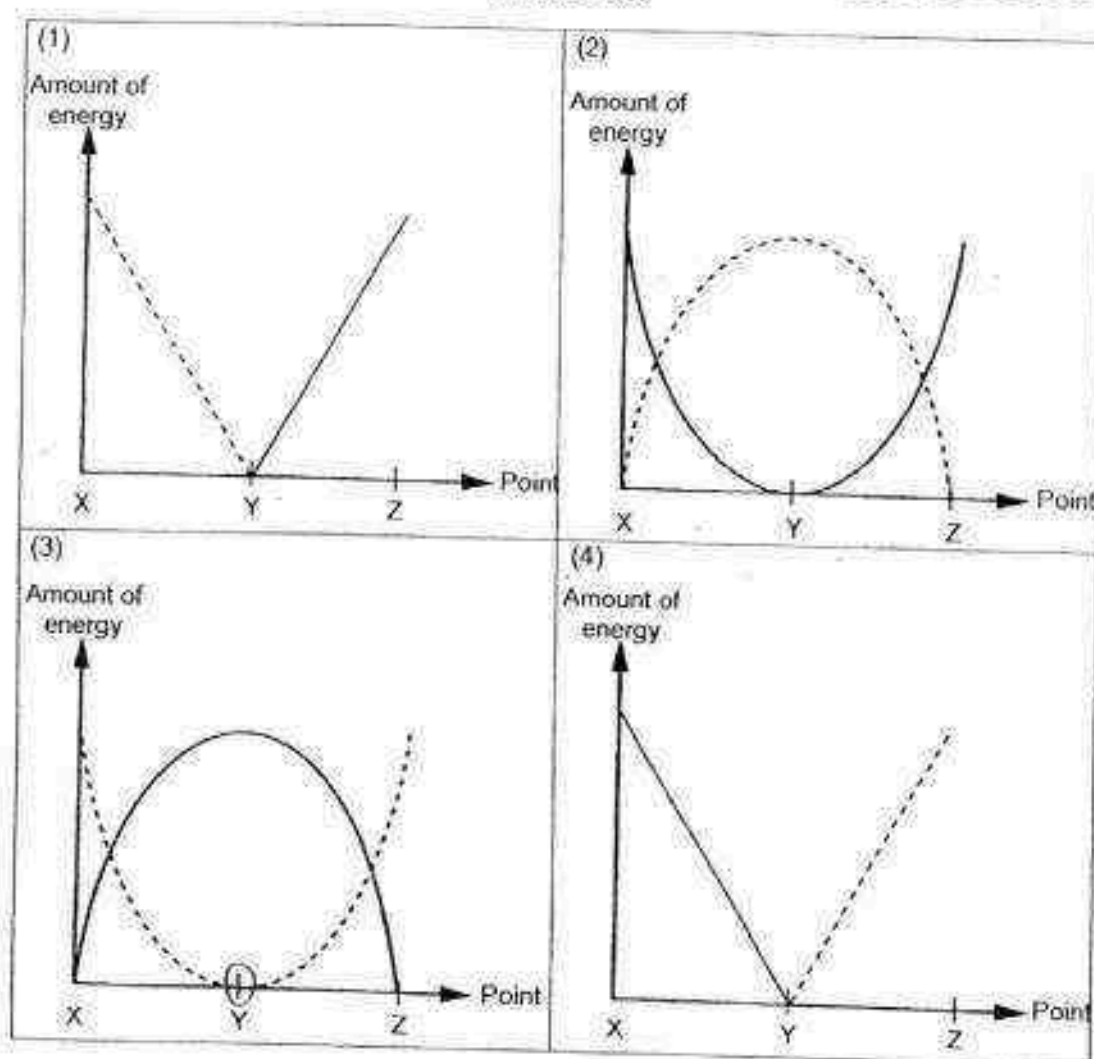 (1)
Amount of
energy
Point
X
Y
Z
(2)
Amount of
energy
Point
X
Y
Z
(3)
Amount of
energy
Point
X
Y
Z
(4)
Amount of
energy
Point
X
Y
Z